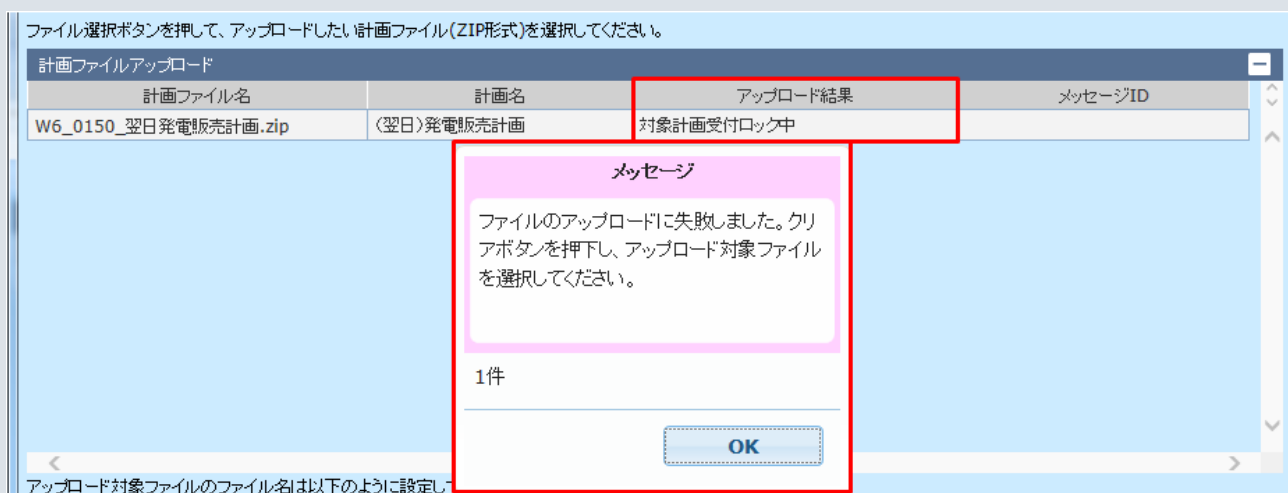 ファイル選択ボタンを押して、アップロードしたい計画ファイル(ZIP形式)を選択してください。
計画ファイルアップロード
計画ファイル名 計画名 アップロード結果 メッセージID
W6_0150_翌日発電販売計画.zip (翌日)発電販売計画 対象計画受付ロック中
メッセージ
ファイルのアップロードに失敗しました。クリ
アボタンを押下し、アップロード対象ファイル
を選択してください。
1件
OK
アップロード対象ファイルのファイル名は以下のように設定し